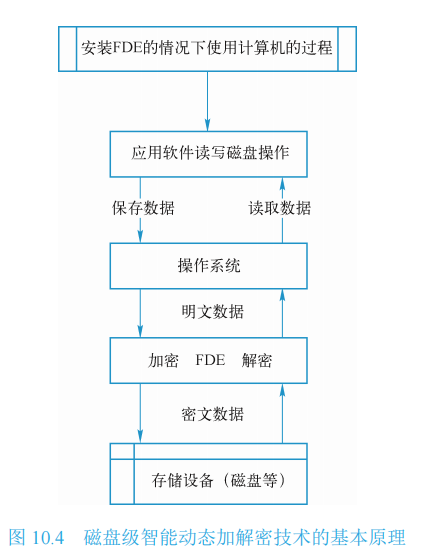 安装FDE的情况下使用计算机的过程
应用软件读写磁盘操作
保存数据 读取数据
操作系统
明文数据
加密 FDE 解密
密文数据
存储设备（磁盘等）
图 10.4 磁盘级智能动态加解密技术的基本原理